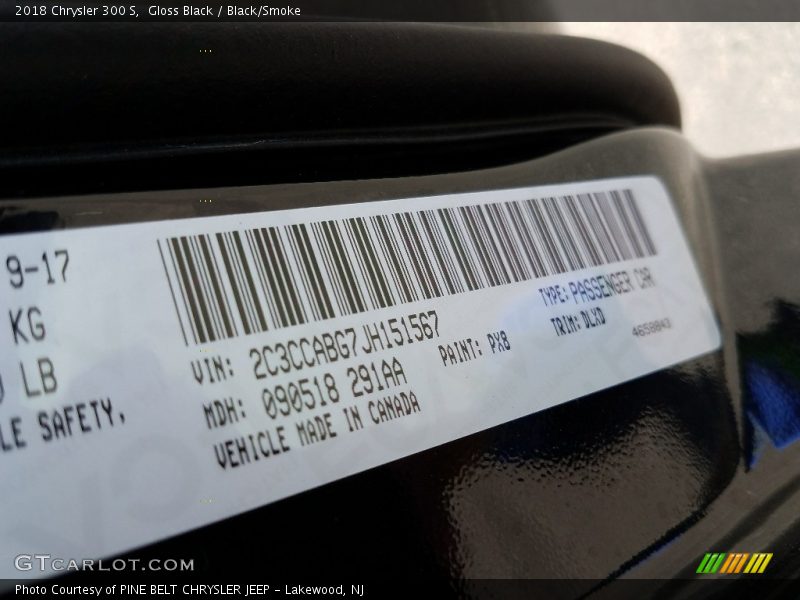 2018 Chrysler 300 S,  Gloss Black / Black/Smoke
9-17
KG
LB
LE SAFETY.
VIN: 2C3CCABG7JH151567
MDH: 090518 291AA
VEHICLE MADE IN CANADA
PAINT: PX8
TYPE: PASSENGER CAR
TRIM: DLXD
46588043
GTCARLOT.COM
Photo Courtesy of PINE BELT CHRYSLER JEEP - Lakewood, NJ